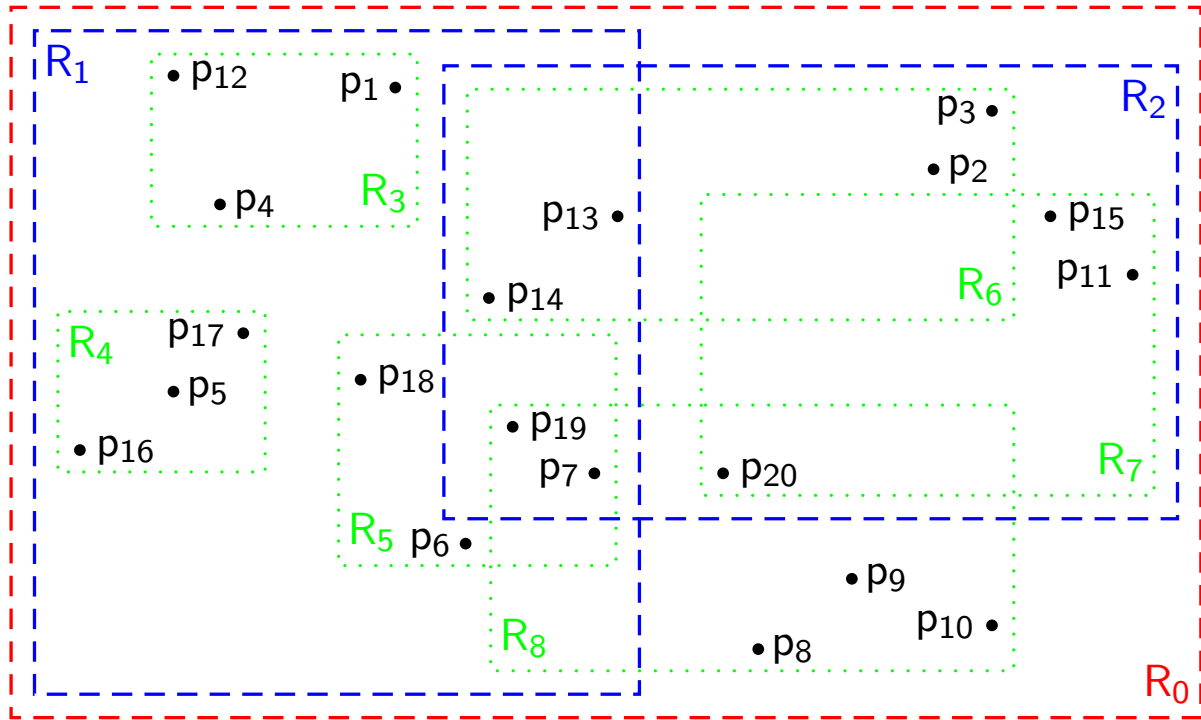 R₁
p₁₂
p₁
R₂
p₃
p₂
p₄
R₃
p₁₃
p₁₅
p₁₁
R₆
p₁₄
p₁₇
R₄
p₅
p₁₈
p₁₆
p₁₉
p₇
p₂₀
R₇
R₅
p₆
p₉
p₁₀
R₈
p₈
R₀